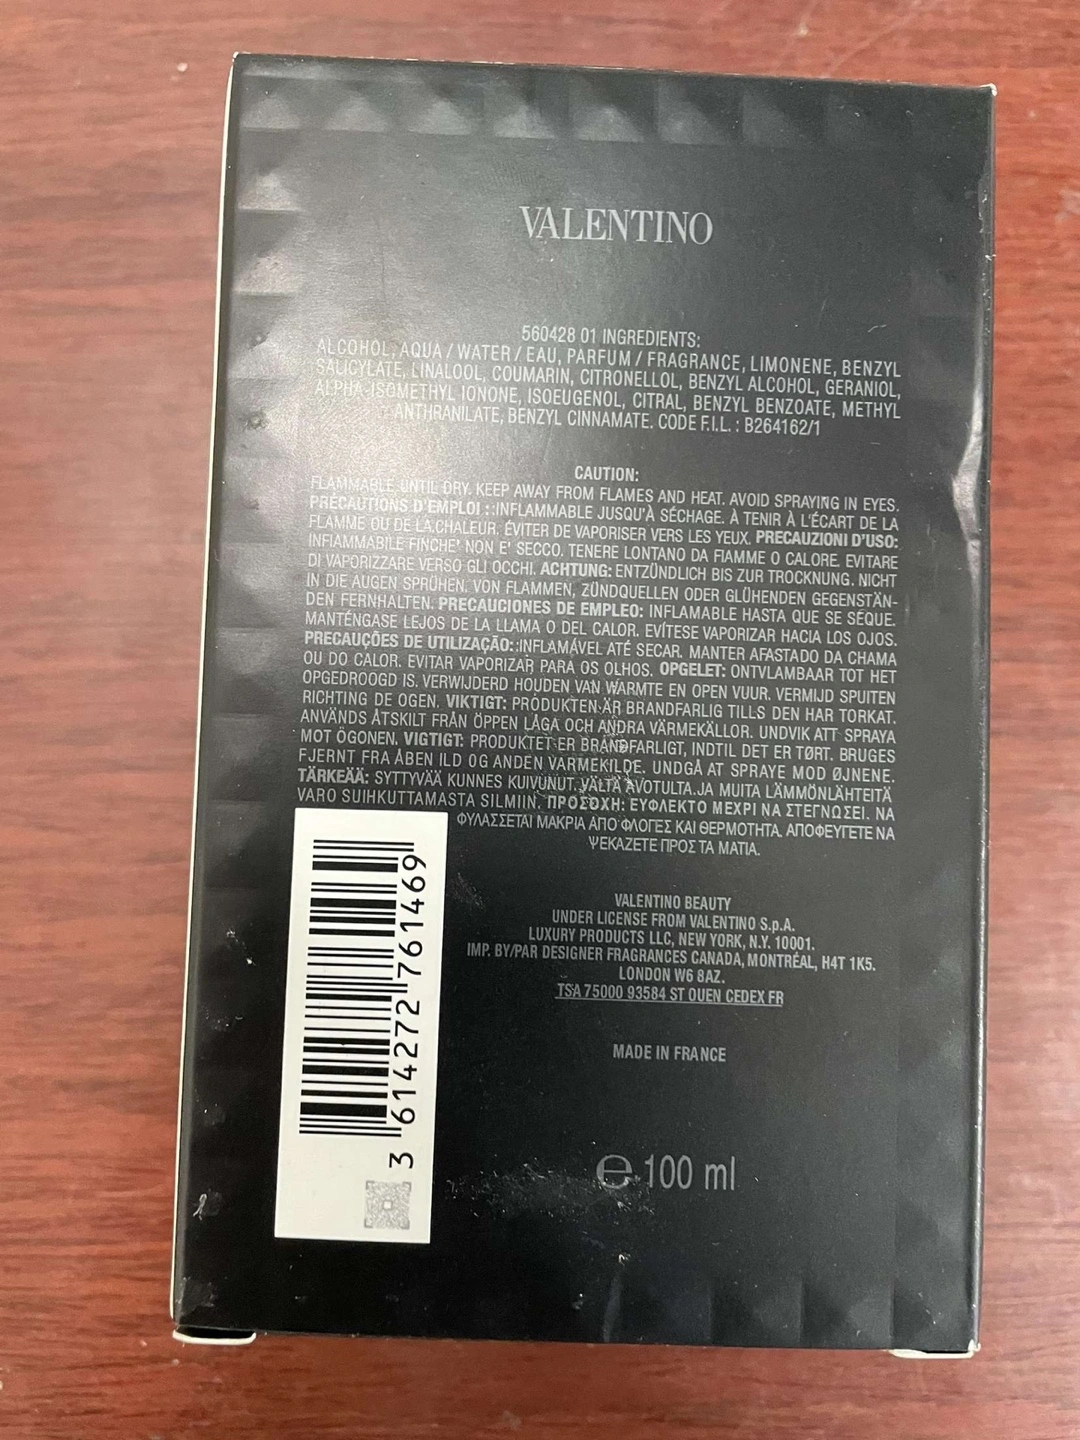 VALENTINO
560428 01 INGREDIENTS:
ALCOHOL, AQUA / WATER / EAU, PARFUM / FRAGRANCE, LIMONENE, BENZYL
SALICYLATE, LINALOOL, COUMARIN, CITRONELLOL, BENZYL ALCOHOL, GERANIOL,
ALPHA-ISOMETHYL IONONE, ISOEUGENOL, CITRAL, BENZYL BENZOATE, METHYL
ANTHRANILATE, BENZYL CINNAMATE. CODE F.I.L. : B264162/1
CAUTION:
FLAMMABLE UNTIL DRY. KEEP AWAY FROM FLAMES AND HEAT. AVOID SPRAYING IN EYES.
PRÉCAUTIONS D'EMPLOI : :INFLAMMABLE JUSQU'À SÉCHAGE. À TENIR À L'ÉCART DE LA
FLAMME OU DE LA.CHALEUR. ÉVITER DE VAPORISER VERS LES YEUX. PRECAUZIONI D'USO:
INFIAMMABILE FINCHE' NON E' SECCO. TENERE LONTANO DA FIAMME O CALORE. EVITARE
DI VAPORIZZARE VERSO GLI OCCHI. ACHTUNG: ENTZÜNDLICH BIS ZUR TROCKNUNG. NICHT
IN DIE AUGEN SPRÜHEN. VON FLAMMEN, ZÜNDQUELLEN ODER GLÜHENDEN GEGENSTÄN-
DEN FERNHALTEN. PRECAUCIONES DE EMPLEO: INFLAMABLE HASTA QUE SE SEQUE.
MANTÉNGASE LEJOS DE LA LLAMA O DEL CALOR. EVÍTESE VAPORIZAR HACIA LOS OJOS.
PRECAUÇÕES DE UTILIZAÇÃO: :INFLAMÁVEL ATÉ SECAR. MANTER AFASTADO DA CHAMA
OU DO CALOR. EVITAR VAPORIZAR PARA OS OLHOS. OPGELET: ONTVLAMBAAR TOT HET
OPGEDROOGD IS. VERWIJDERD HOUDEN VAN WARMTE EN OPEN VUUR. VERMIJD SPUITEN
RICHTING DE OGEN. VIKTIGT: PRODUKTEN ÄR BRANDFARLIG TILLS DEN HAR TORKAT.
ANVÄNDS ÅTSKILT FRÅN ÖPPEN LÅGA OCH ANDRA VÄRMEKÄLLOR. UNDVIK ATT SPRAYA
MOT ÖGONEN. VIGTIGT: PRODUKTET ER BRANDFARLIGT, INDTIL DET ER TØRT. BRUGES
FJERNT FRA ÅBEN ILD OG ANDEN VARMEKILDE. UNDGÅ AT SPRAYE MOD ØJNENE.
TÄRKEÄÄ: SYTTYVÄÄ KUNNES KUIVUNUT. VÄLTÄ AVOTULTA JA MUITA LÄMMÖNLÄHTEITÄ
VARO SUIHKUTTAMASTA SILMIIN. ΠΡΟΣΟΧΗ: ΕΥΦΛΕΚΤΟ ΜΕΧΡΙ ΝΑ ΣΤΕΓΝΩΣΕΙ. ΝΑ
ΦΥΛΑΣΣΕΤΑΙ ΜΑΚΡΙΑ ΑΠΟ ΦΛΟΓΕΣ ΚΑΙ ΘΕΡΜΟΤΗΤΑ. ΑΠΟΦΕΥΓΕΤΕ ΝΑ
ΨΕΚΑΖΕΤΕ ΠΡΟΣ ΤΑ ΜΑΤΙΑ.
VALENTINO BEAUTY
UNDER LICENSE FROM VALENTINO S.p.A.
LUXURY PRODUCTS LLC, NEW YORK, N.Y. 10001.
IMP. BY/PAR DESIGNER FRAGRANCES CANADA, MONTRÉAL, H4T 1K5.
LONDON W6 8AZ.
TSA 75000 93584 ST OUEN CEDEX FR
MADE IN FRANCE
℮ 100 ml
3 614272 761469